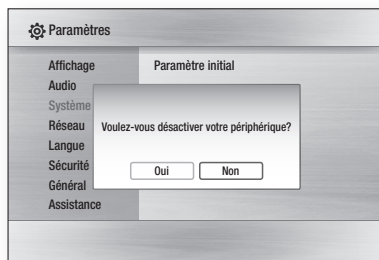 Paramètres
Affichage
Paramètre initial
Audio
Système
Réseau
Voulez-vous désactiver votre périphérique?
Langue
Sécurité
Oui
Non
Général
Assistance